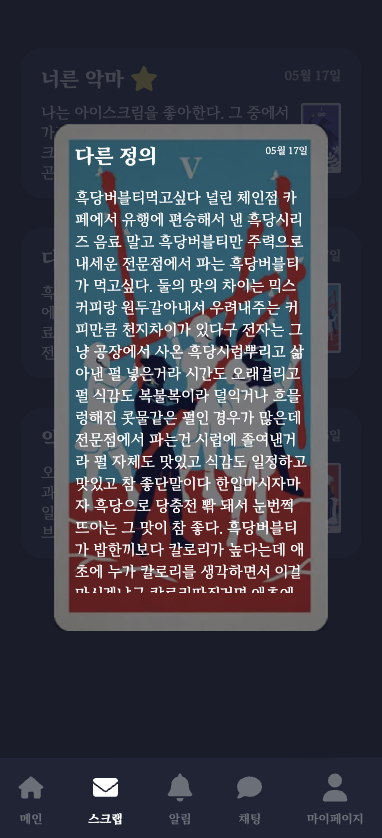 너른 악마
05월 17일
나는 아이스크림을 좋아한다. 그 중에서
다른 정의
05월 17일
V
흑당버블티먹고싶다 널린 체인점 카
페에서 유행에 편승해서 낸 흑당시리
즈 음료 말고 흑당버블티만 주력으로
내세운 전문점에서 파는 흑당버블티
가 먹고싶다. 둘의 맛의 차이는 믹스
커피랑 원두갈아내서 우려내주는 커
피만큼 천지차이가 있다구 전자는 그
냥 공장에서 사온 흑당시럽뿌리고 삶
아낸 펄 넣은거라 시간도 오래걸리고
펄 식감도 복불복이라 덜익거나 흐믈
렁해진 콧물같은 펄인 경우가 많은데
전문점에서 파는건 시럽에 졸여낸거
라 펄 자체도 맛있고 식감도 일정하고
맛있고 참 좋단말이다 한입마시자마
자 흑당으로 당충전 빡 돼서 눈번쩍
뜨이는 그 맛이 참 좋다. 흑당버블티
가 밥한끼보다 칼로리가 높다는데 애
초에 누가 칼로리를 생각하면서 이걸
메인
스크랩
알림
채팅
마이페이지